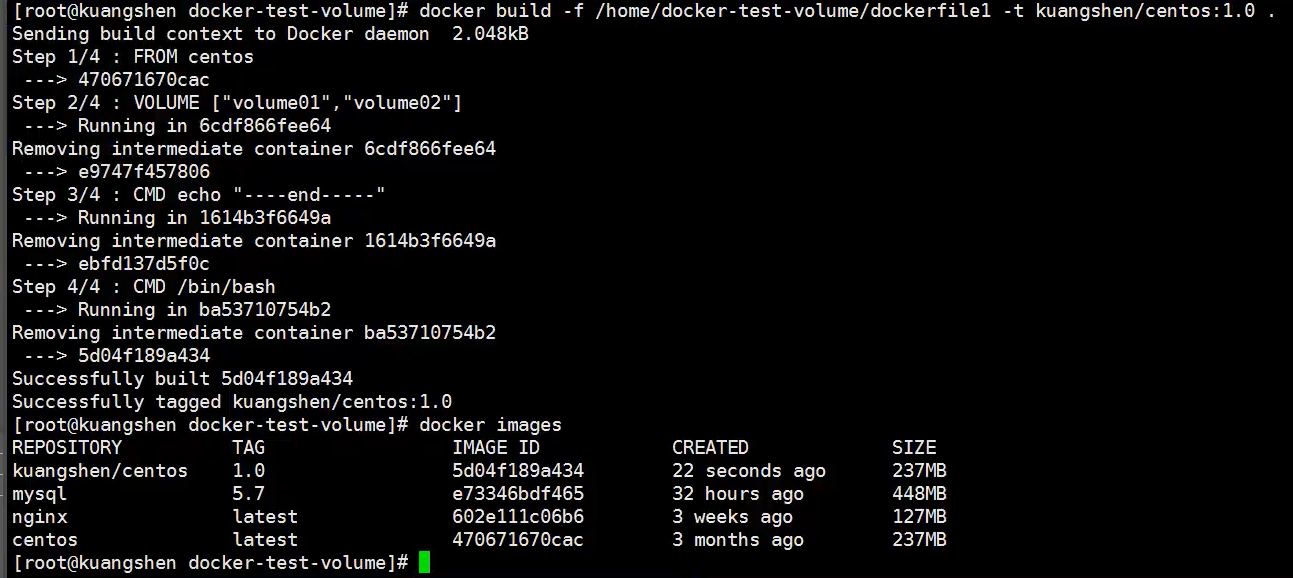 [root@kuangshen docker-test-volume]# docker build -f /home/docker-test-volume/dockerfile1 -t kuangshen/centos:1.0 .
Sending build context to Docker daemon  2.048kB
Step 1/4 : FROM centos
 ---> 470671670cac
Step 2/4 : VOLUME ["volume01","volume02"]
 ---> Running in 6cdf866fee64
Removing intermediate container 6cdf866fee64
 ---> e9747f457806
Step 3/4 : CMD echo "----end-----"
 ---> Running in 1614b3f6649a
Removing intermediate container 1614b3f6649a
 ---> ebfd137d5f0c
Step 4/4 : CMD /bin/bash
 ---> Running in ba53710754b2
Removing intermediate container ba53710754b2
 ---> 5d04f189a434
Successfully built 5d04f189a434
Successfully tagged kuangshen/centos:1.0
[root@kuangshen docker-test-volume]# docker images
REPOSITORY          TAG                 IMAGE ID            CREATED             SIZE
kuangshen/centos    1.0                 5d04f189a434        22 seconds ago      237MB
mysql               5.7                 e73346bdf465        32 hours ago        448MB
nginx               latest              602e111c06b6        3 weeks ago         127MB
centos              latest              470671670cac        3 months ago        237MB
[root@kuangshen docker-test-volume]#